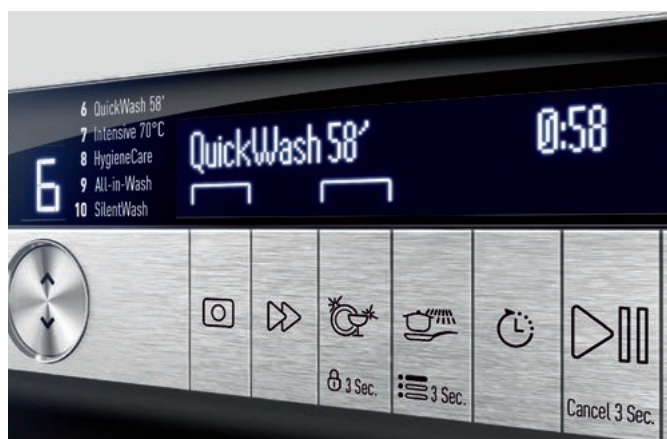 6 QuickWash 58'
7 Intensive 70°C
8 HygieneCare
9 All-in-Wash
10 SilentWash
6
QuickWash 58'
0:58
3 Sec.
3 Sec.
Cancel 3 Sec.